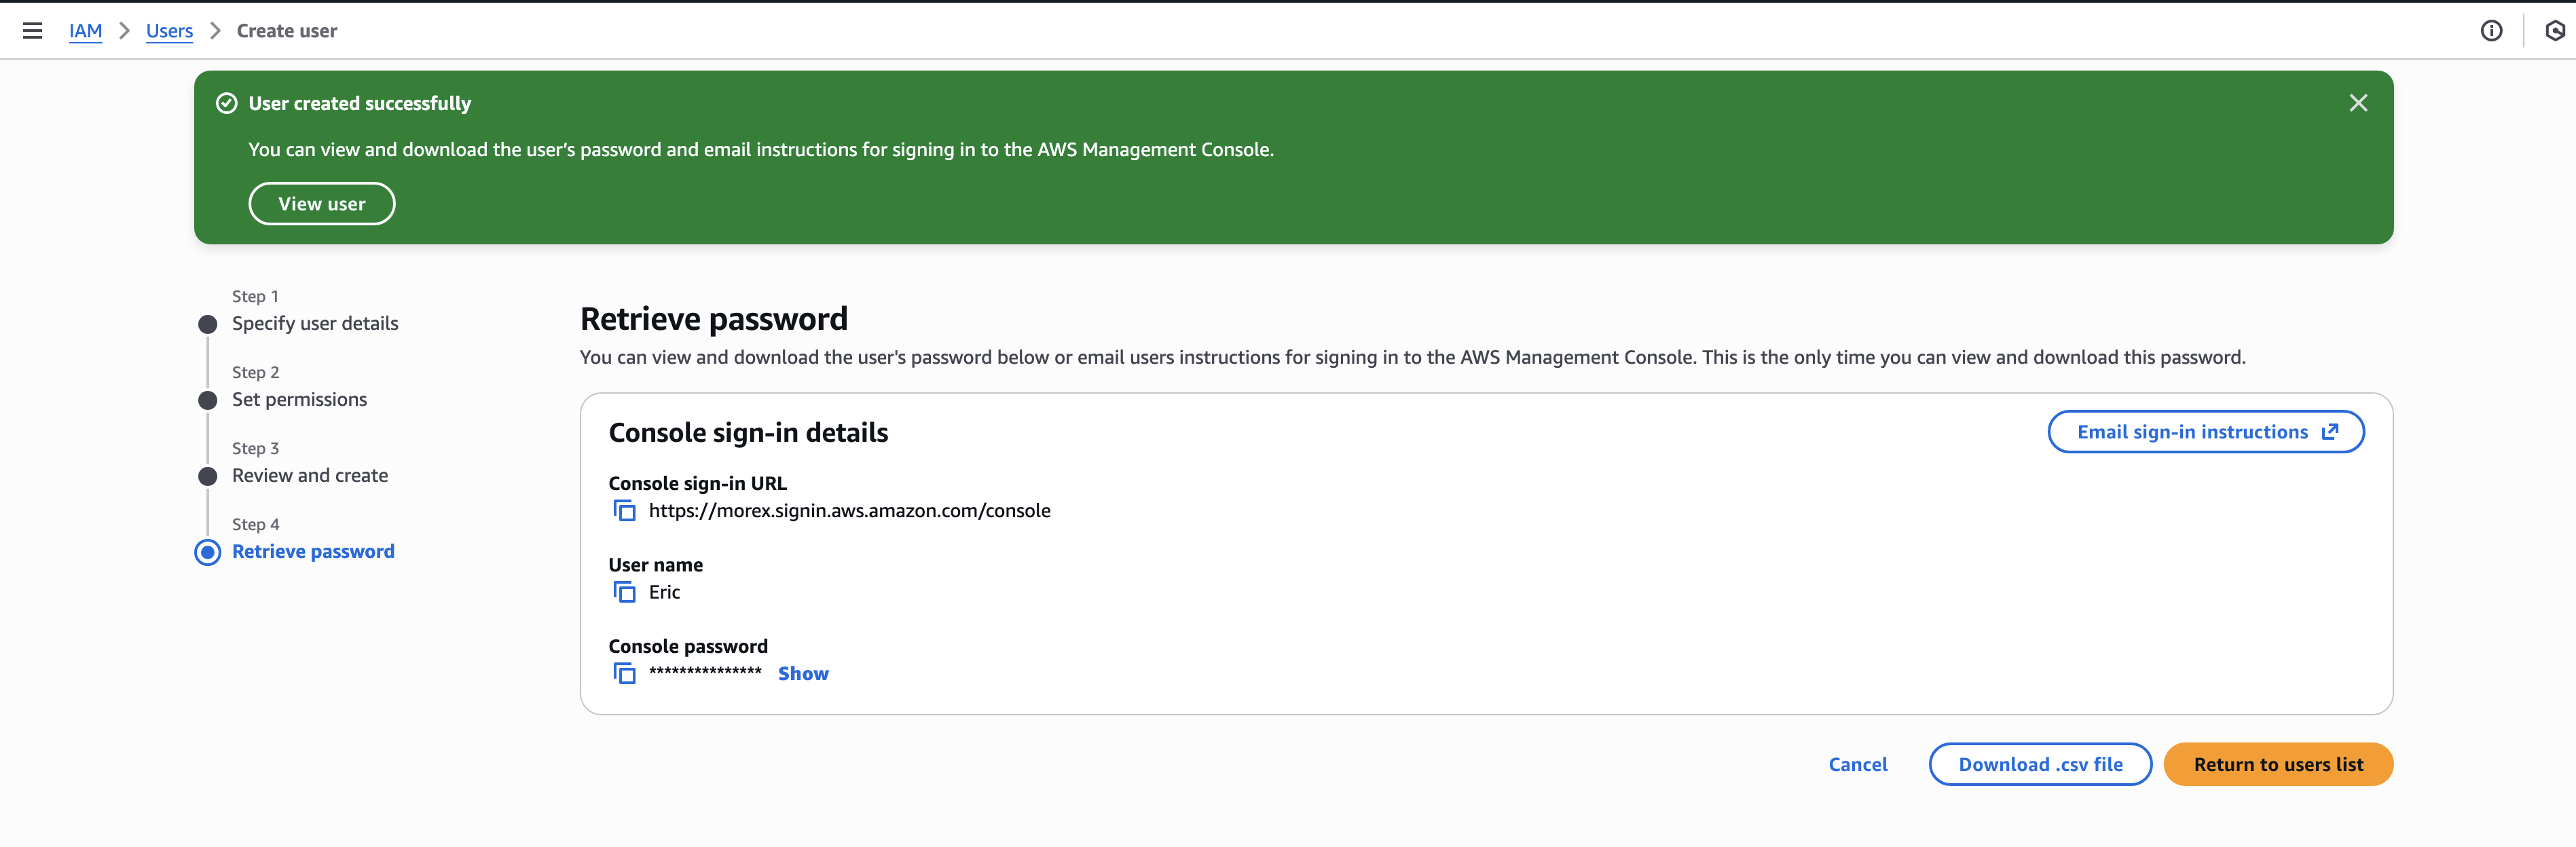 IAM > Users > Create user
User created successfully
You can view and download the user’s password and email instructions for signing in to the AWS Management Console.
View user
Step 1
Specify user details
Step 2
Set permissions
Step 3
Review and create
Step 4
Retrieve password
Retrieve password
You can view and download the user's password below or email users instructions for signing in to the AWS Management Console. This is the only time you can view and download this password.
Console sign-in details
Email sign-in instructions
Console sign-in URL
https://morex.signin.aws.amazon.com/console
User name
Eric
Console password
*************** Show
Cancel
Download .csv file
Return to users list